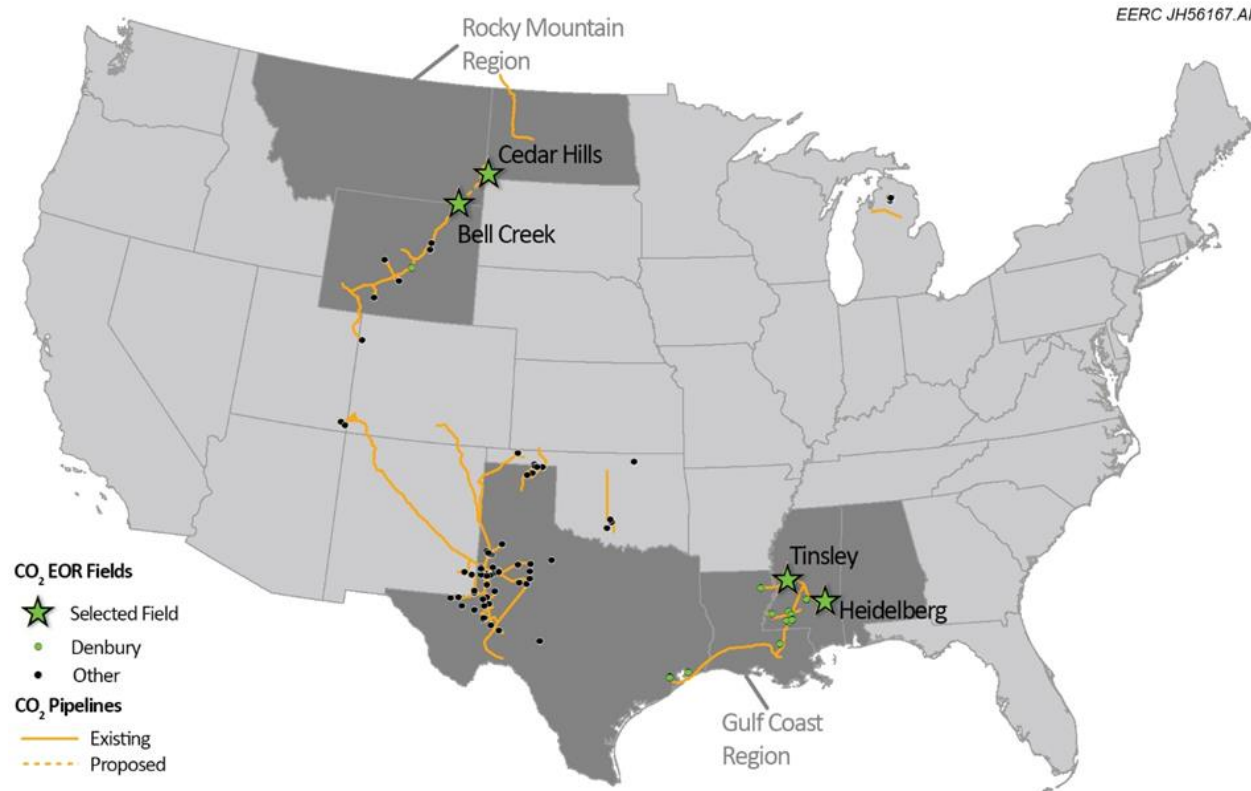 EERC JH56167.AI
Rocky Mountain
Region
Cedar Hills
Bell Creek
Tinsley
Heidelberg
Gulf Coast
Region
CO₂ EOR Fields
Selected Field
Denbury
Other
CO₂ Pipelines
Existing
Proposed